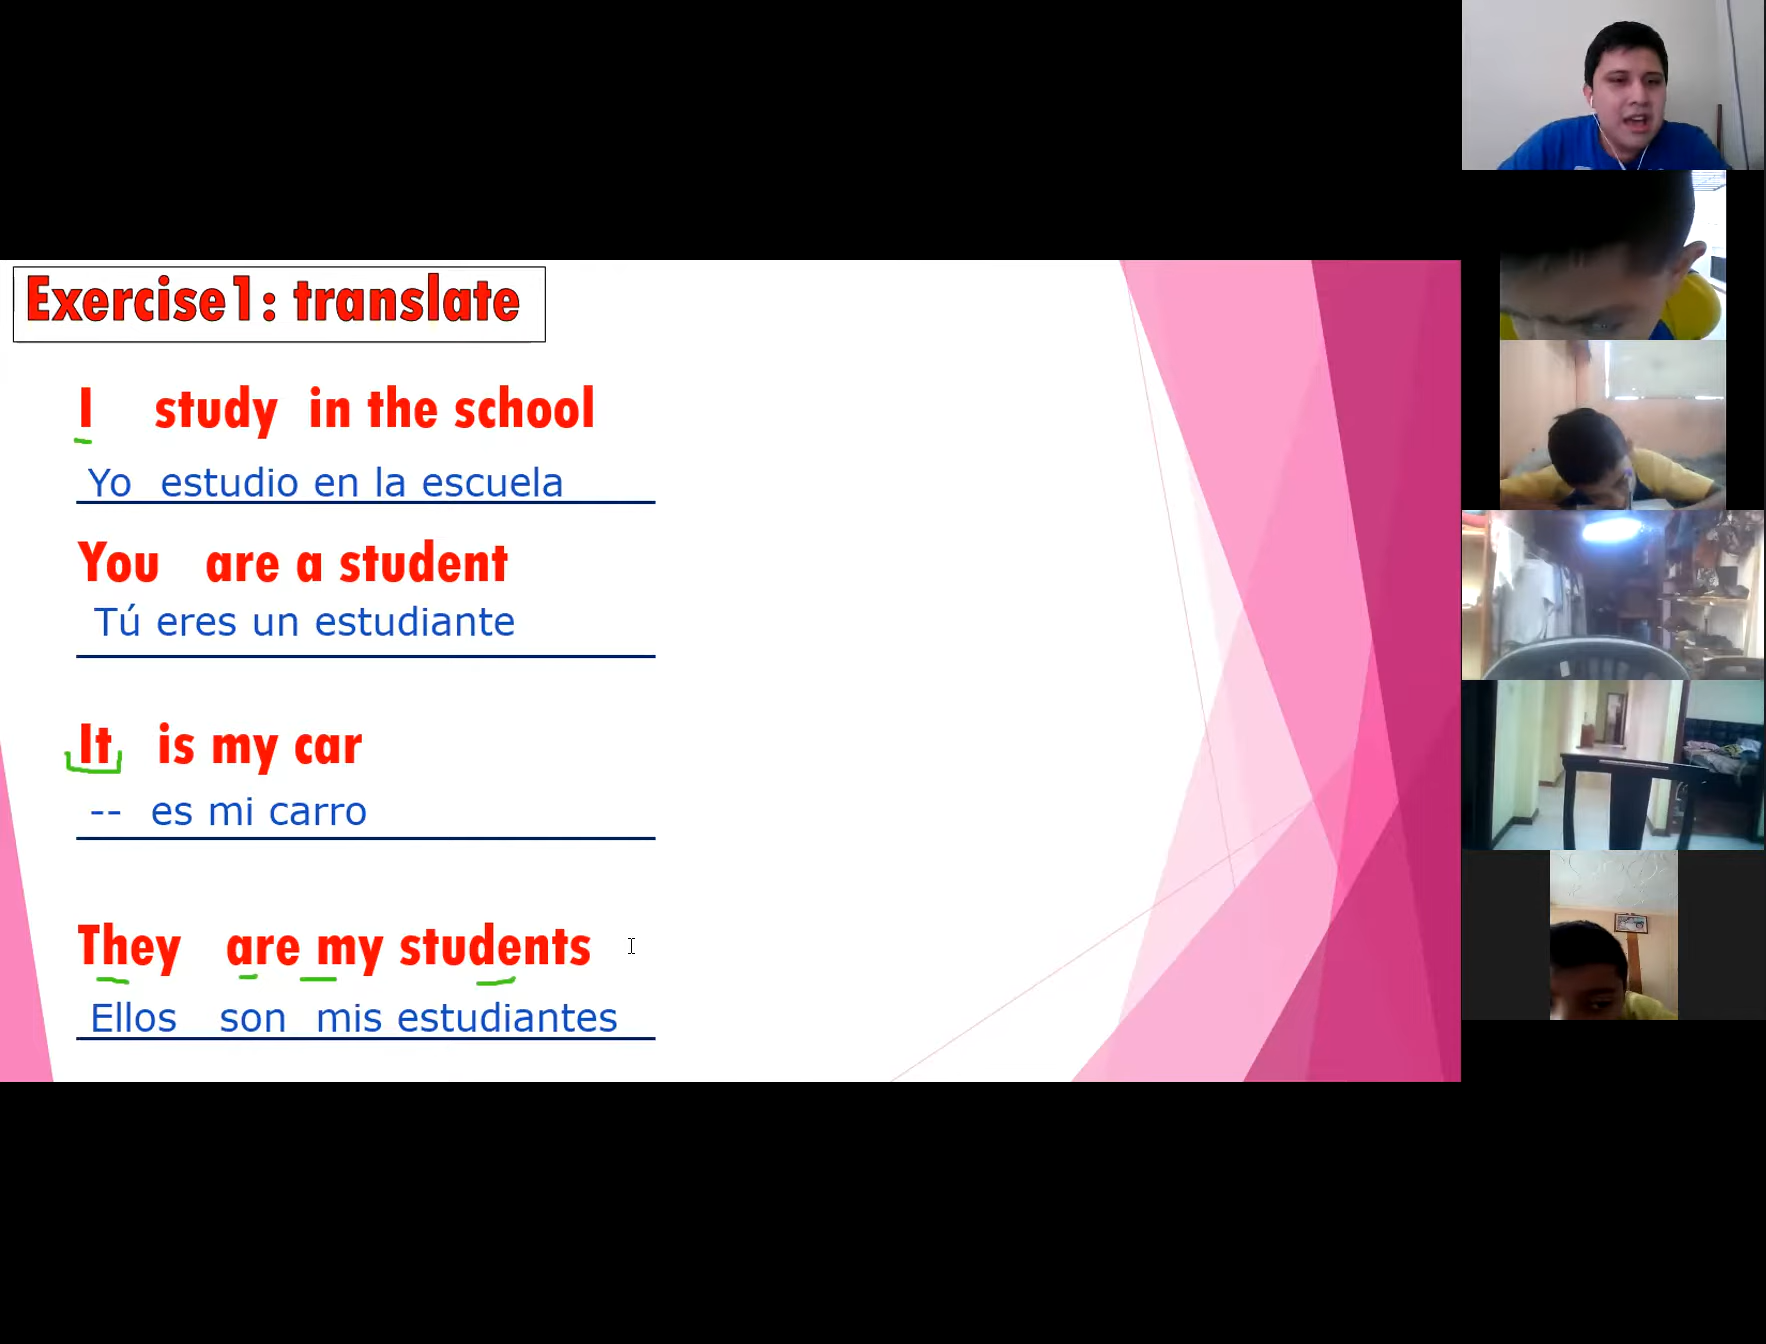 Exercise1: translate
I study in the school
Yo estudio en la escuela
You are a student
Tú eres un estudiante
It is my car
-- es mi carro
They are my students
Ellos son mis estudiantes